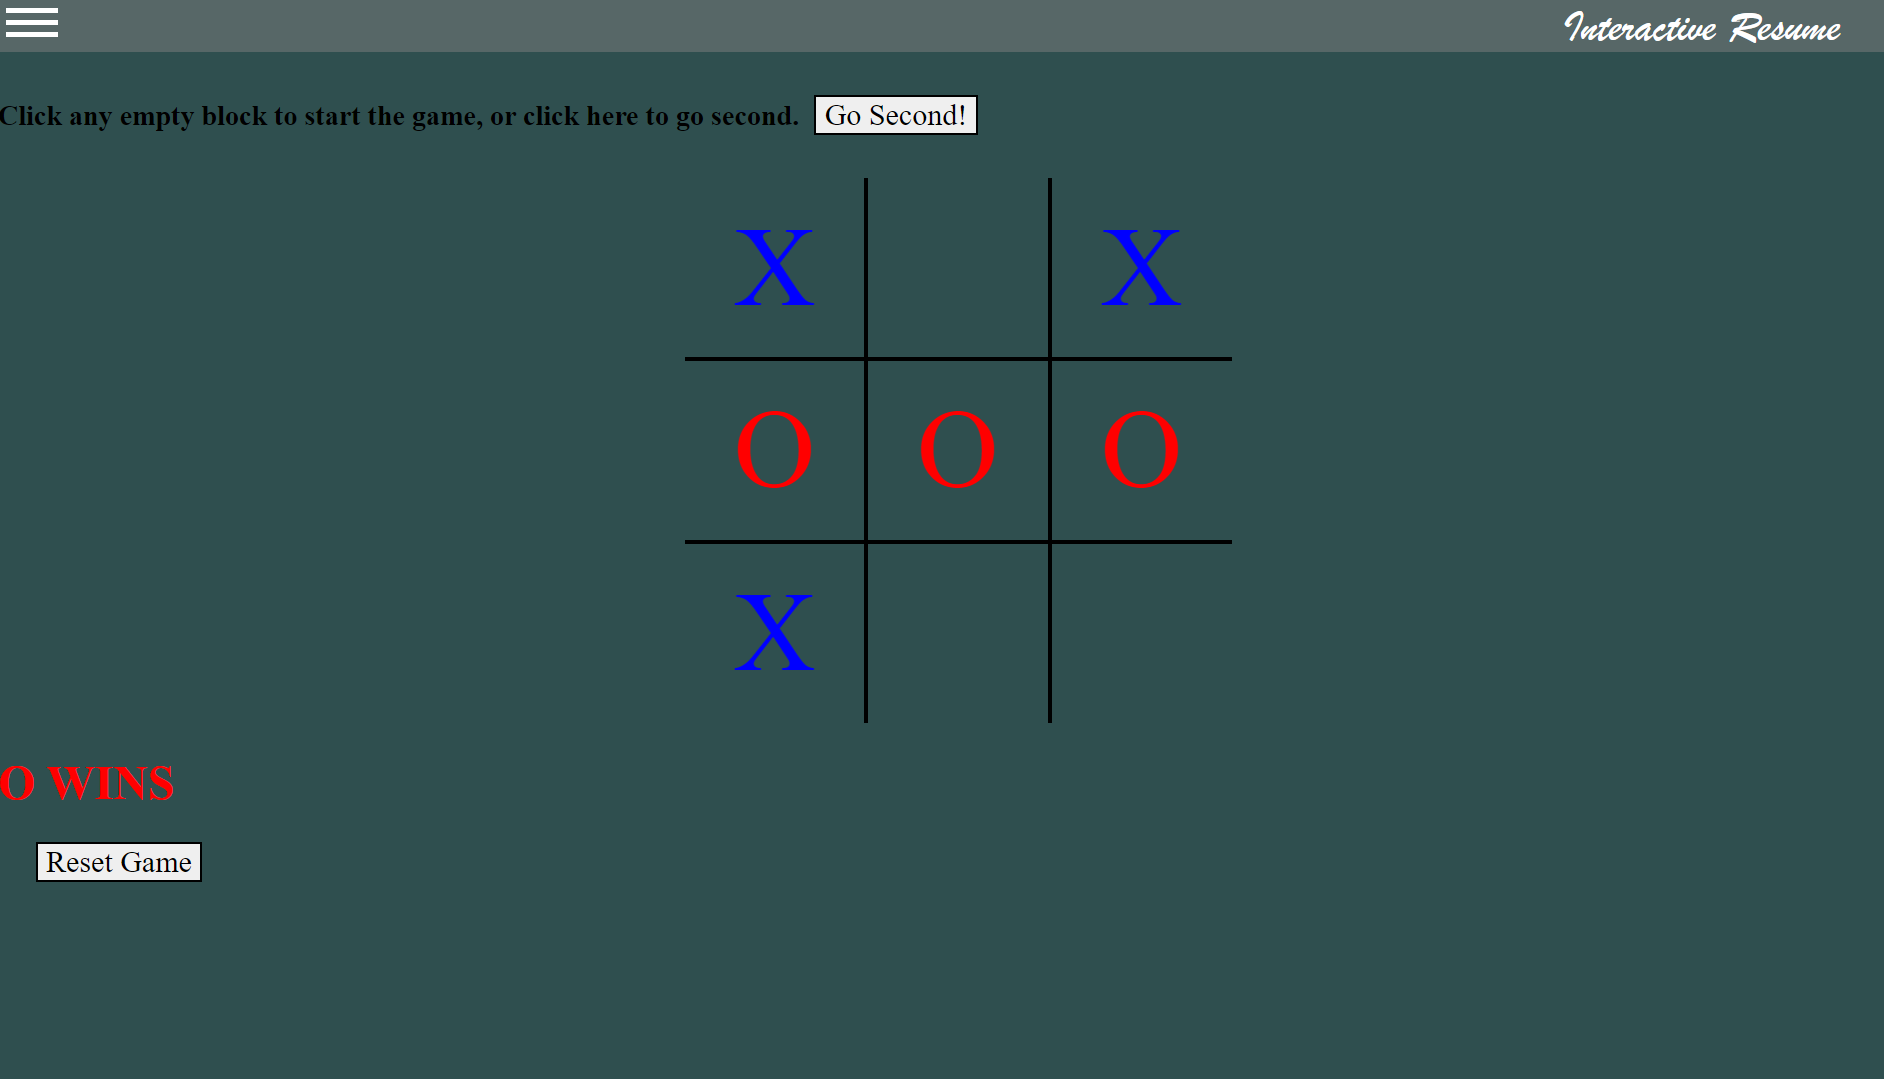 Interactive Resume
Click any empty block to start the game, or click here to go second. Go Second!
X X
O O O
X
O WINS
Reset Game